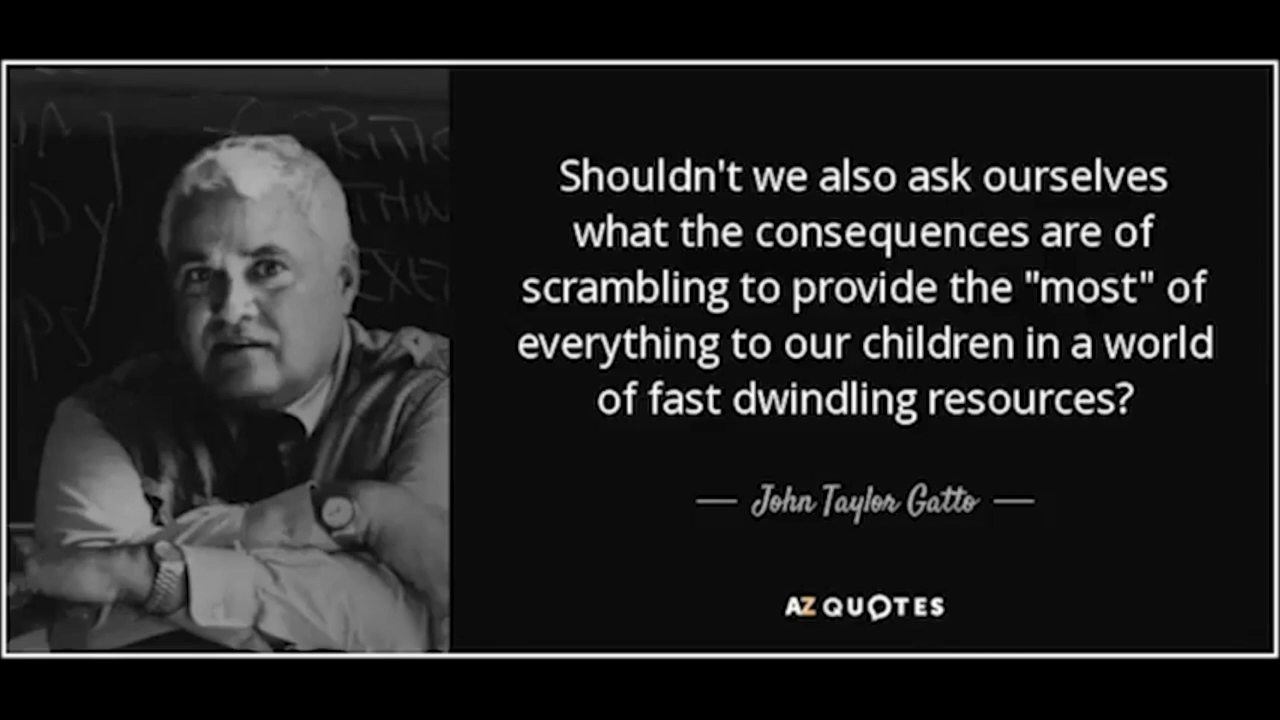 Shouldn't we also ask ourselves
what the consequences are of
scrambling to provide the "most" of
everything to our children in a world
of fast dwindling resources?
John Taylor Gatto
AZ QUOTES